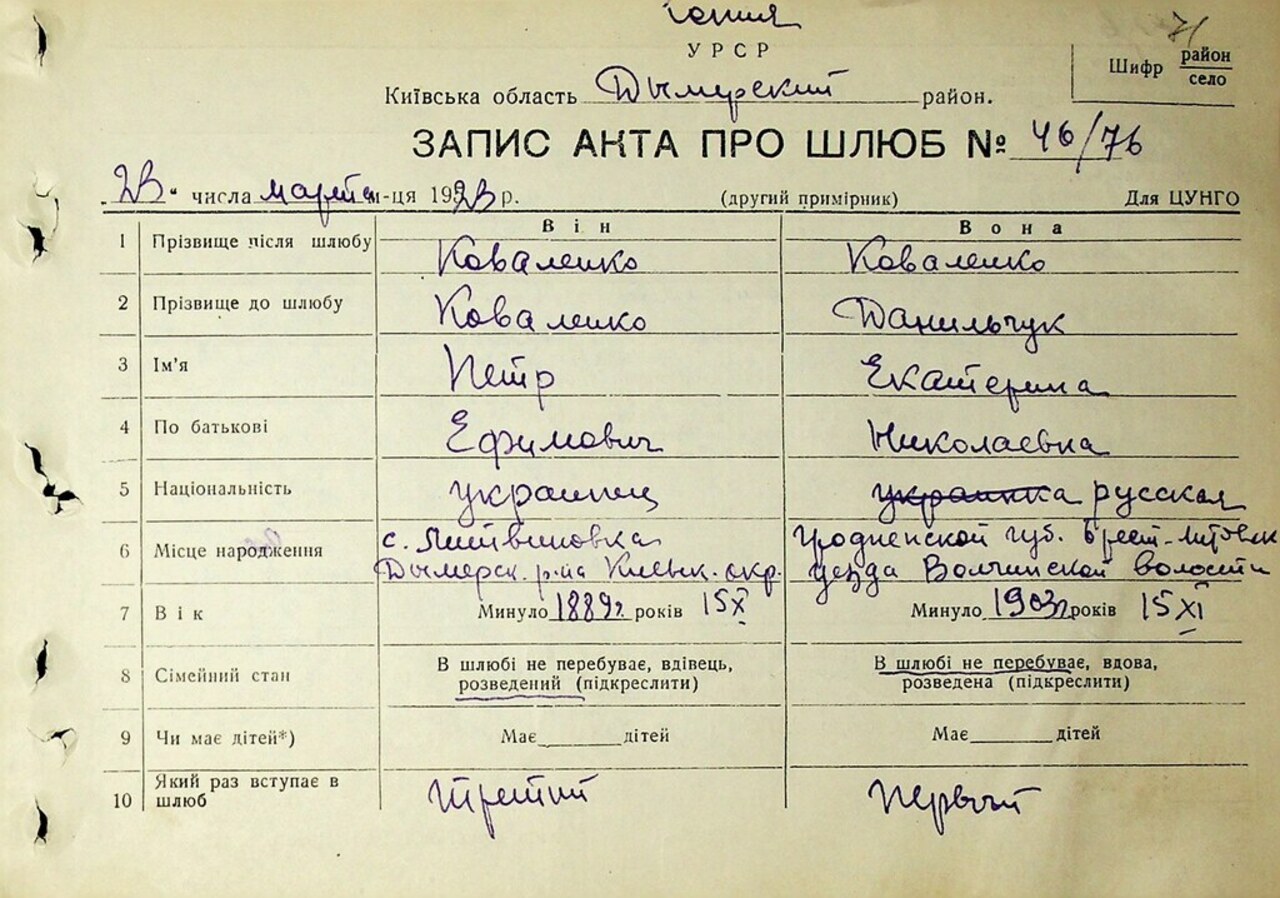 копия
71
УРСР
Шифр район
село
Київська область Дымерский район.
ЗАПИС АКТА ПРО ШЛЮБ № 46/76
„23“ числа марта м-ця 1923 р. (другий примірник) Для ЦУНГО
Він Вона
1 Прізвище після шлюбу Коваленко Коваленко
2 Прізвище до шлюбу Коваленко Данильчук
3 Ім’я Петр Екатерина
4 По батькові Ефимович Николаевна
5 Національність украинец украинка русская
6 Місце народження с. Литвиновка Гродненской губ. Брест-Литовск
Дымерск. р-на Киевск. окр. уезда Волчинской волости
7 Вік Минуло 1889г років 15 XI Минуло 1903г років 15 XI
8 Сімейний стан В шлюбі не перебуває, вдівець, В шлюбі не перебуває, вдова,
розведений (підкреслити) розведена (підкреслити)
9 Чи має дітей*) Має дітей Має дітей
10 Який раз вступає в шлюб третий первый